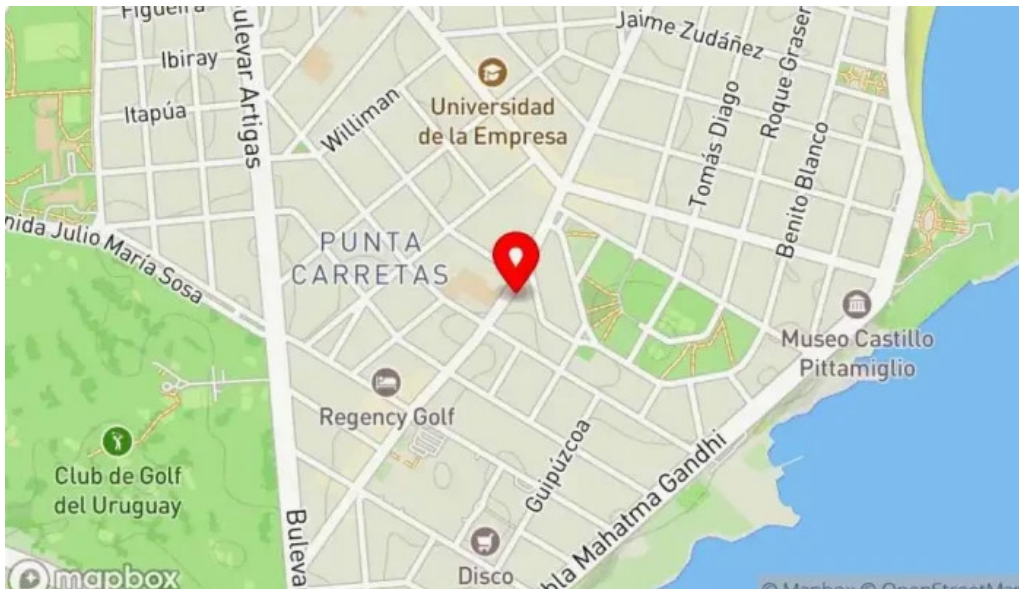 Figueira
Ibiray
Itapúa
Bulevar Artigas
Williman
Universidad
de la Empresa
Jaime Zudáñez
Tomás Diago
Roque Graser
Benito Blanco
nida Julio María Sosa
PUNTA
CARRETAS
Museo Castillo
Pittamiglio
Regency Golf
Club de Golf
del Uruguay
Guipúzcoa
bla Mahatma Gandhi
Buleva
Disco
mapbox
© Mapbox © OpenStreetMap